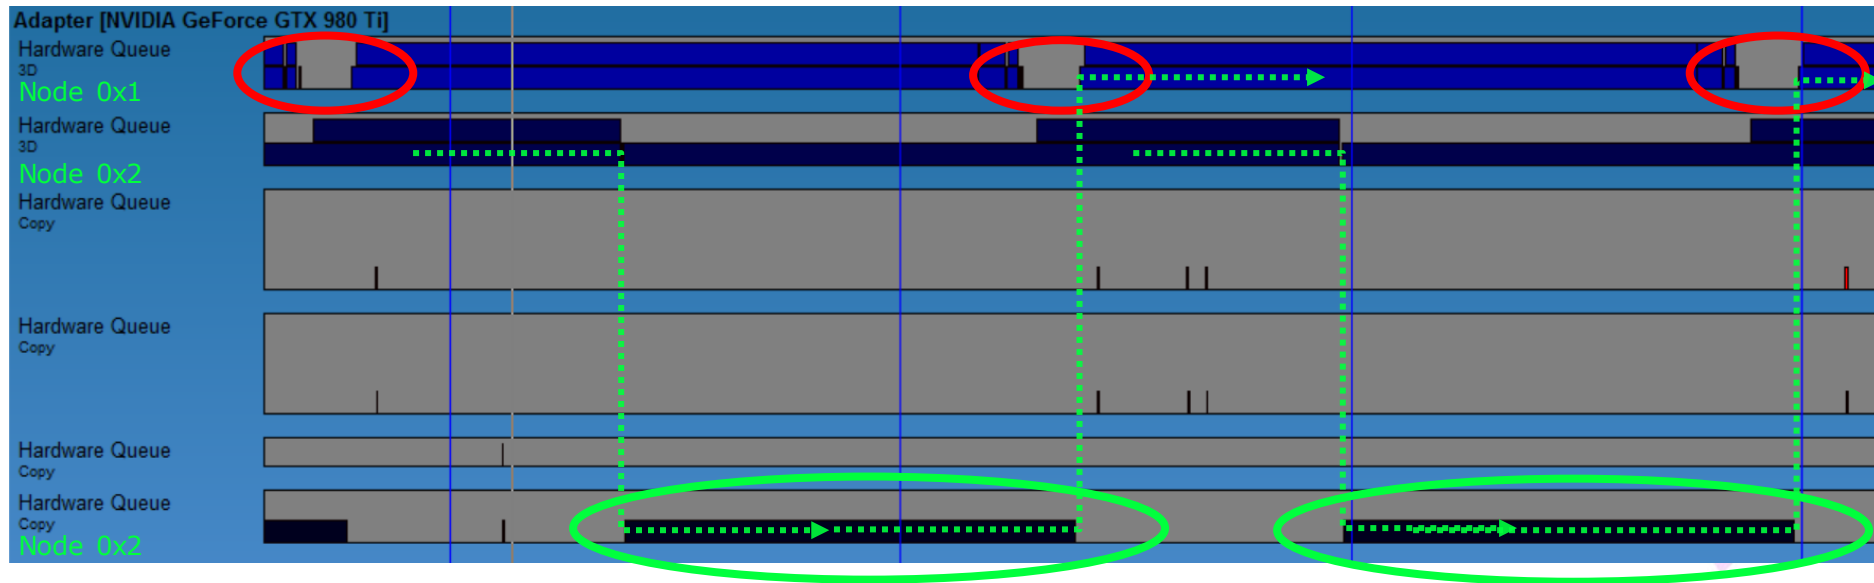 Adapter [NVIDIA GeForce GTX 980 Ti]
Hardware Queue
3D
Node 0x1
Hardware Queue
3D
Node 0x2
Hardware Queue
Copy
Hardware Queue
Copy
Hardware Queue
Copy
Hardware Queue
Copy
Node 0x2